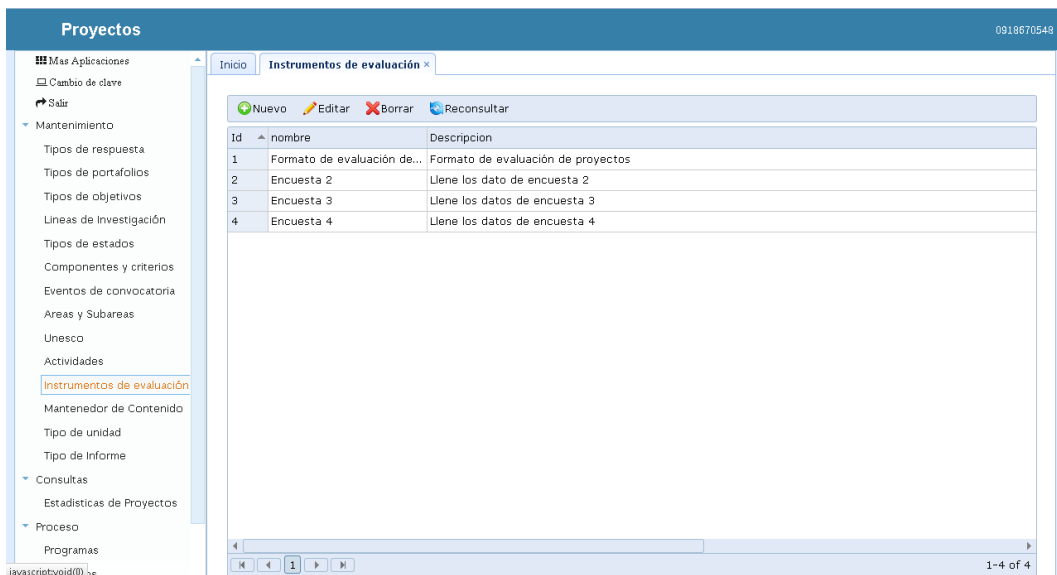 Proyectos
0918670548
Mas Aplicaciones
Cambio de clave
Salir
Mantenimiento
Tipos de respuesta
Tipos de portafolios
Tipos de objetivos
Lineas de Investigación
Tipos de estados
Componentes y criterios
Eventos de convocatoria
Areas y Subareas
Unesco
Actividades
Instrumentos de evaluación
Mantenedor de Contenido
Tipo de unidad
Tipo de Informe
Consultas
Estadisticas de Proyectos
Proceso
Programas
javascript:void(0)
Inicio
Instrumentos de evaluación ×
Nuevo Editar Borrar Reconsultar
Id nombre Descripcion
1 Formato de evaluación de... Formato de evaluación de proyectos
2 Encuesta 2 Llene los dato de encuesta 2
3 Encuesta 3 Llene los datos de encuesta 3
4 Encuesta 4 Llene los datos de encuesta 4
1
1-4 of 4